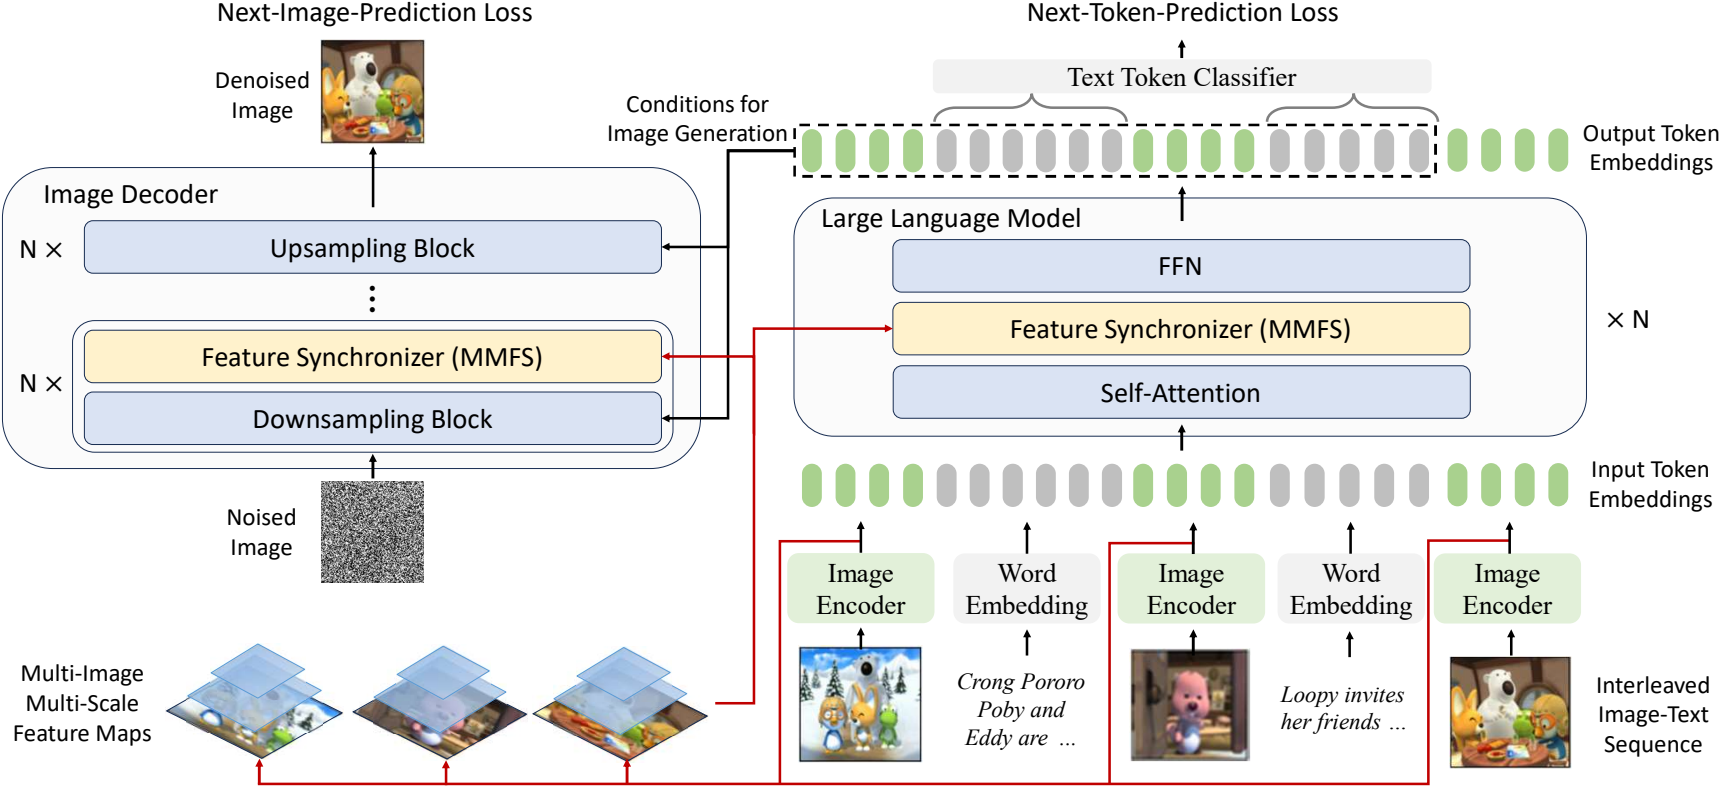 Next-Image-Prediction Loss
Next-Token-Prediction Loss
Denoised
Image
Text Token Classifier
Conditions for
Image Generation
Output Token
Embeddings
Image Decoder
N ×
Upsampling Block
⋮
N ×
Feature Synchronizer (MMFS)
Downsampling Block
Large Language Model
FFN
Feature Synchronizer (MMFS)
Self-Attention
× N
Noised
Image
Input Token
Embeddings
Image
Encoder
Word
Embedding
Image
Encoder
Word
Embedding
Image
Encoder
Multi-Image
Multi-Scale
Feature Maps
Crong Pororo
Poby and
Eddy are ...
Loopy invites
her friends ...
Interleaved
Image-Text
Sequence